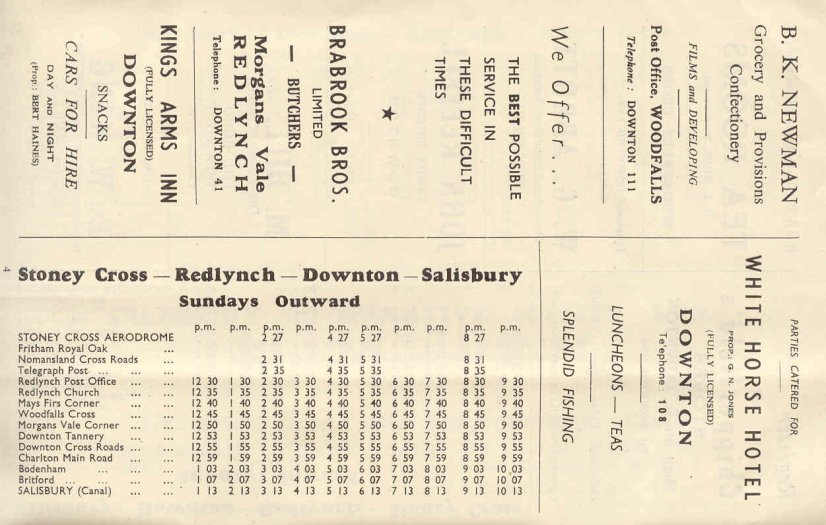 B. K. NEWMAN
Grocery and Provisions
Confectionery
FILMS and DEVELOPING
Post Office, WOODFALLS
Telephone : DOWNTON 111
We Offer...
THE BEST POSSIBLE
SERVICE IN
THESE DIFFICULT
TIMES
BRABROOK BROS.
LIMITED
— BUTCHERS —
Morgans Vale
REDLYNCH
Telephone : DOWNTON 41
KINGS ARMS INN
(FULLY LICENSED)
DOWNTON
SNACKS
CARS FOR HIRE
DAY AND NIGHT
(Prop.: BERT HAINES)
4
Stoney Cross — Redlynch — Downton — Salisbury
Sundays Outward
p.m. p.m. p.m. p.m. p.m. p.m. p.m. p.m. p.m. p.m.
STONEY CROSS AERODROME 2 27 4 27 5 27 8 27
Fritham Royal Oak ...
Nomansland Cross Roads ... 2 31 4 31 5 31 8 31
Telegraph Post ... ... ... 2 35 4 35 5 35 8 35
Redlynch Post Office ... ... 12 30 1 30 2 30 3 30 4 30 5 30 6 30 7 30 8 30 9 30
Redlynch Church ... ... 12 35 1 35 2 35 3 35 4 35 5 35 6 35 7 35 8 35 9 35
Mays Firs Corner ... ... 12 40 1 40 2 40 3 40 4 40 5 40 6 40 7 40 8 40 9 40
Woodfalls Cross ... ... 12 45 1 45 2 45 3 45 4 45 5 45 6 45 7 45 8 45 9 45
Morgans Vale Corner ... ... 12 50 1 50 2 50 3 50 4 50 5 50 6 50 7 50 8 50 9 50
Downton Tannery ... ... 12 53 1 53 2 53 3 53 4 53 5 53 6 53 7 53 8 53 9 53
Downton Cross Roads ... ... 12 55 1 55 2 55 3 55 4 55 5 55 6 55 7 55 8 55 9 55
Charlton Main Road ... ... 12 59 1 59 2 59 3 59 4 59 5 59 6 59 7 59 8 59 9 59
Bodenham ... ... ... 1 03 2 03 3 03 4 03 5 03 6 03 7 03 8 03 9 03 10 03
Britford ... ... ... 1 07 2 07 3 07 4 07 5 07 6 07 7 07 8 07 9 07 10 07
SALISBURY (Canal) ... ... 1 13 2 13 3 13 4 13 5 13 6 13 7 13 8 13 9 13 10 13
PARTIES CATERED FOR
WHITE HORSE HOTEL
PROP.: G. N. JONES
(FULLY LICENSED)
DOWNTON
Telephone 108
LUNCHEONS — TEAS
SPLENDID FISHING